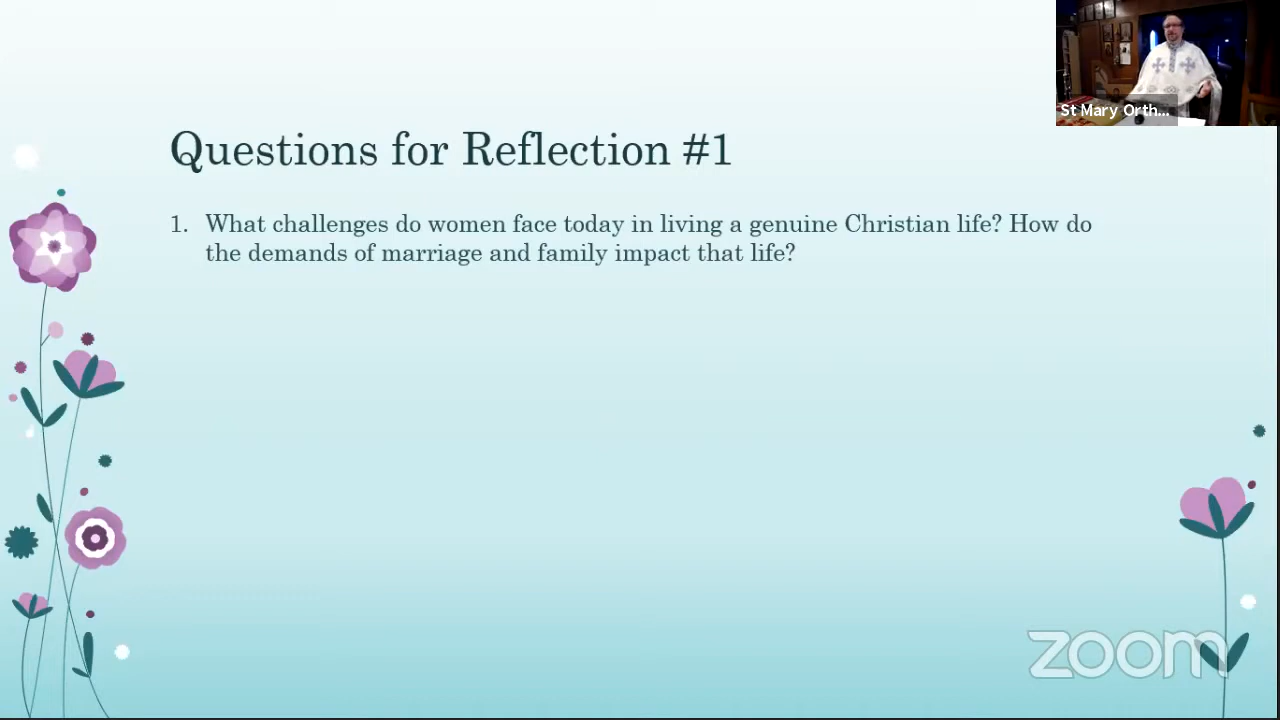 St Mary Orth...
Questions for Reflection #1
1. What challenges do women face today in living a genuine Christian life? How do
the demands of marriage and family impact that life?
zoom